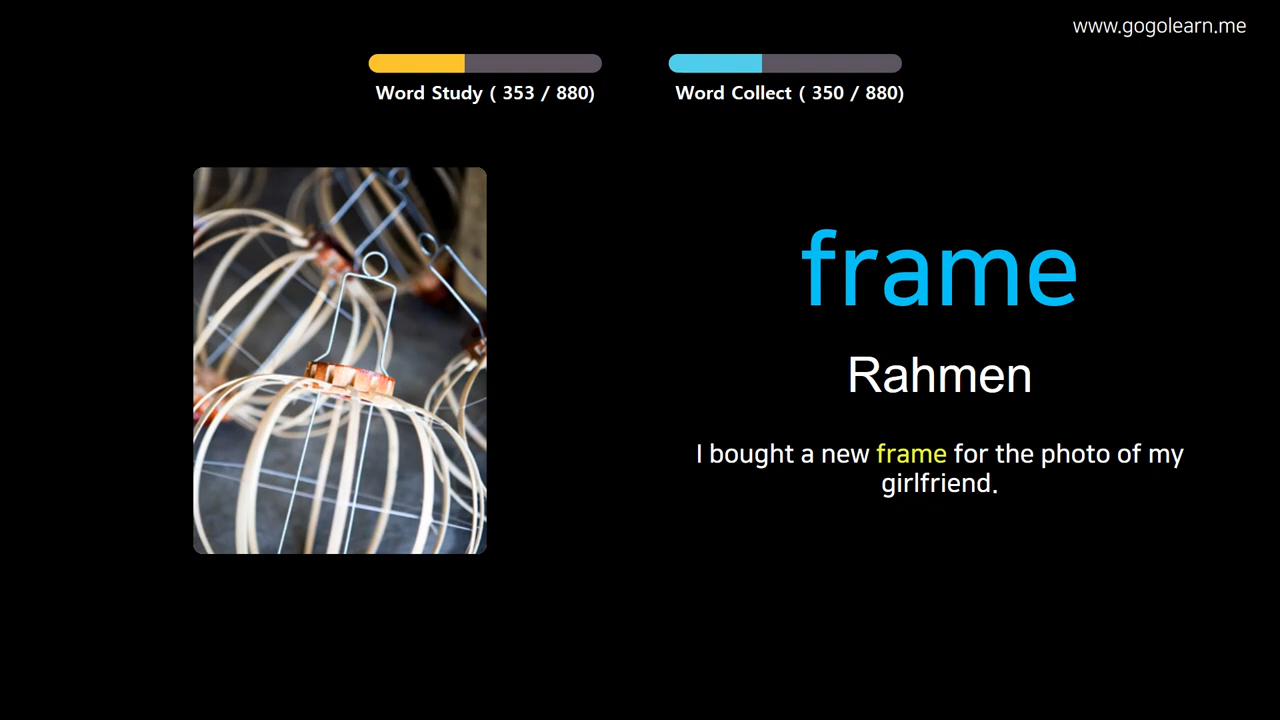 www.gogolearn.me
Word Study ( 353 / 880)
Word Collect ( 350 / 880)
frame
Rahmen
I bought a new frame for the photo of my
girlfriend.